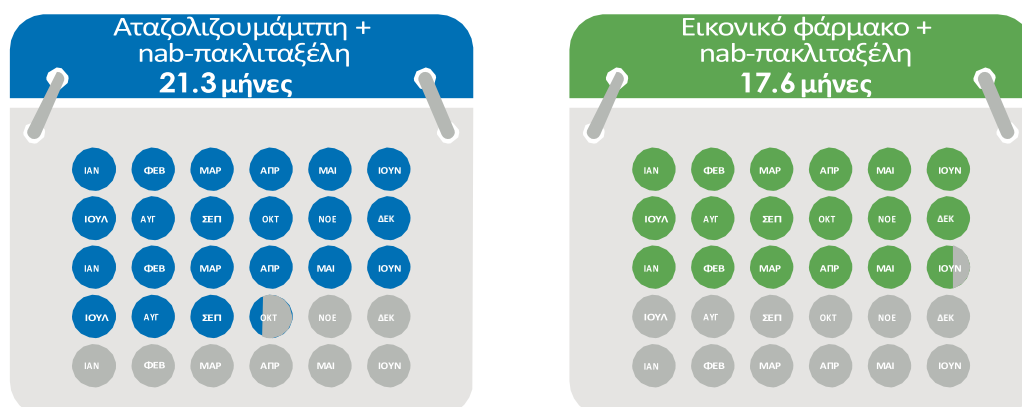 Αταζολιζουμάμπη +
nab-πακλιταξέλη
21.3 μήνες
ΙΑΝ ΦΕΒ ΜΑΡ ΑΠΡ ΜΑΙ ΙΟΥΝ
ΙΟΥΛ ΑΥΓ ΣΕΠ ΟΚΤ ΝΟΕ ΔΕΚ
ΙΑΝ ΦΕΒ ΜΑΡ ΑΠΡ ΜΑΙ ΙΟΥΝ
ΙΟΥΛ ΑΥΓ ΣΕΠ ΟΚΤ ΝΟΕ ΔΕΚ
ΙΑΝ ΦΕΒ ΜΑΡ ΑΠΡ ΜΑΙ ΙΟΥΝ
Εικονικό φάρμακο +
nab-πακλιταξέλη
17.6 μήνες
ΙΑΝ ΦΕΒ ΜΑΡ ΑΠΡ ΜΑΙ ΙΟΥΝ
ΙΟΥΛ ΑΥΓ ΣΕΠ ΟΚΤ ΝΟΕ ΔΕΚ
ΙΑΝ ΦΕΒ ΜΑΡ ΑΠΡ ΜΑΙ ΙΟΥΝ
ΙΟΥΛ ΑΥΓ ΣΕΠ ΟΚΤ ΝΟΕ ΔΕΚ
ΙΑΝ ΦΕΒ ΜΑΡ ΑΠΡ ΜΑΙ ΙΟΥΝ